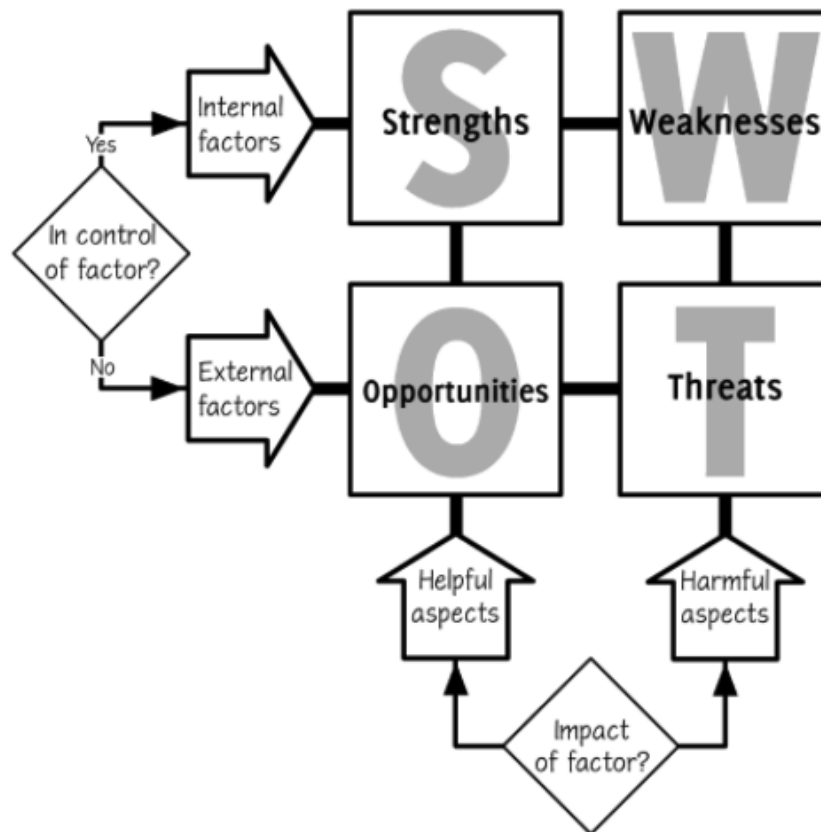 S
W
Internal
factors
Strengths
Weaknesses
Yes
In control
of factor?
No
External
factors
O
T
Opportunities
Threats
Helpful
aspects
Harmful
aspects
Impact
of factor?